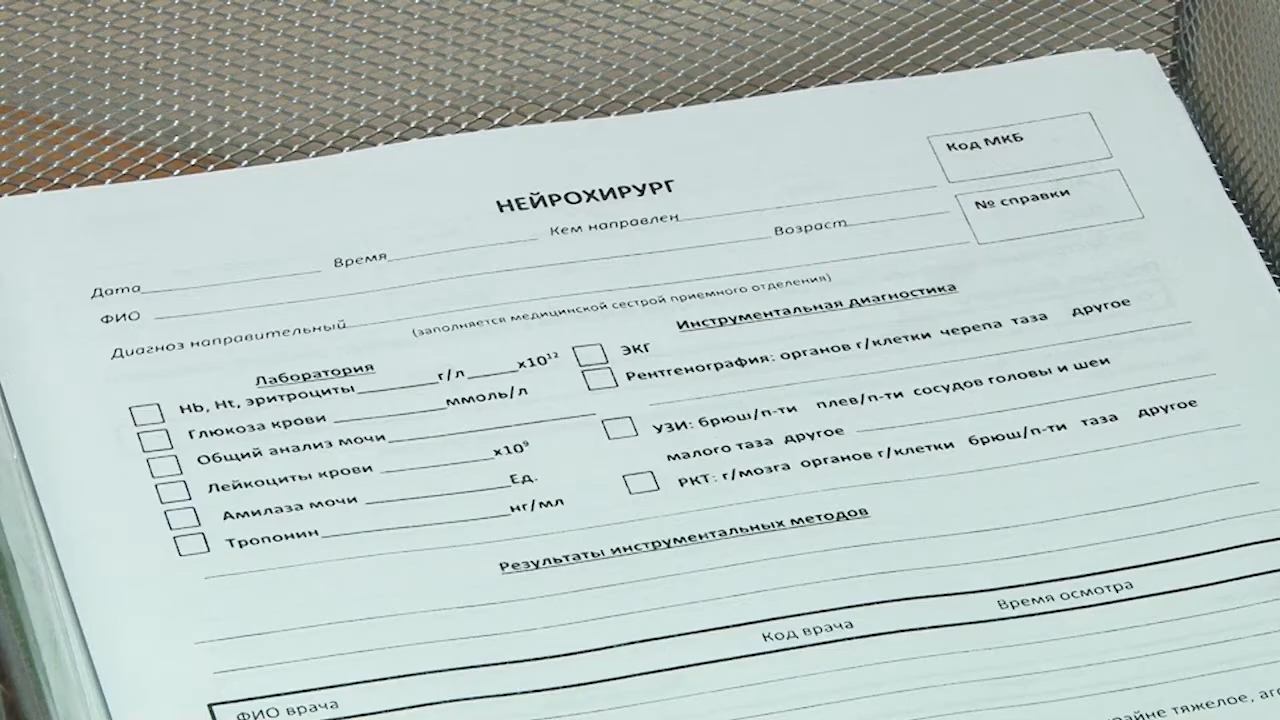 Код МКБ
НЕЙРОХИРУРГ
№ справки
Дата Время Кем направлен
ФИО Возраст
Диагноз направительный
(заполняется медицинской сестрой приемного отделения)
Лаборатория
Hb, Ht, эритроциты г/л х10¹²
Глюкоза крови ммоль/л
Общий анализ мочи
Лейкоциты крови х10⁹
Амилаза мочи Ед.
Тропонин нг/мл
Инструментальная диагностика
ЭКГ
Рентгенография: органов г/клетки черепа таза другое
УЗИ: брюш/п-ти плев/п-ти сосудов головы и шеи
малого таза другое
РКТ: г/мозга органов г/клетки брюш/п-ти таза другое
Результаты инструментальных методов
ФИО врача Код врача Время осмотра
тяжелое,